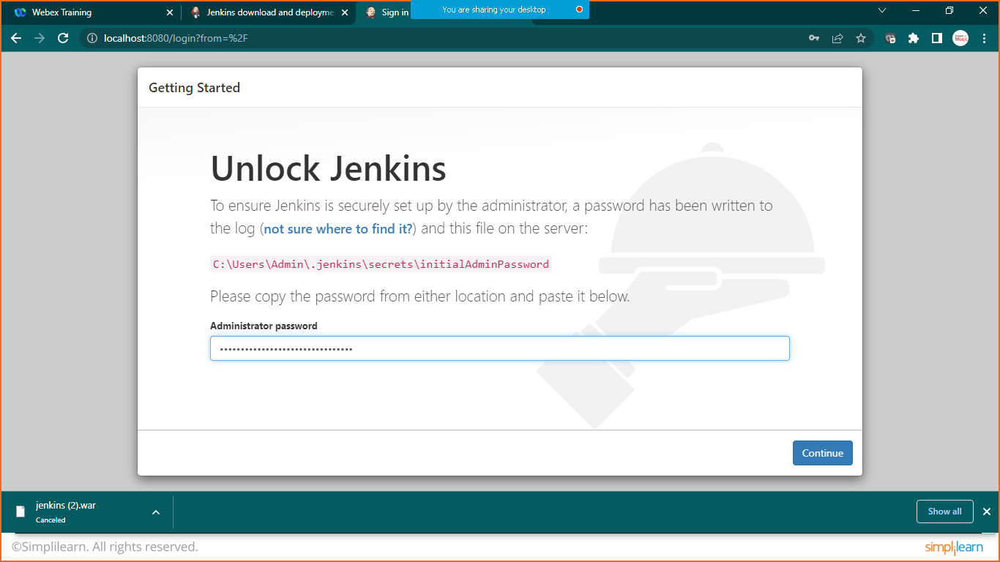 Webex Training
Jenkins download and deployme
Sign in
You are sharing your desktop
localhost:8080/login?from=%2F
Getting Started
Unlock Jenkins
To ensure Jenkins is securely set up by the administrator, a password has been written to
the log (not sure where to find it?) and this file on the server:
C:\Users\Admin\.jenkins\secrets\initialAdminPassword
Please copy the password from either location and paste it below.
Administrator password
••••••••••••••••••••••••••••••••
Continue
jenkins (2).war
Canceled
Show all
©Simplilearn. All rights reserved.
simplilearn